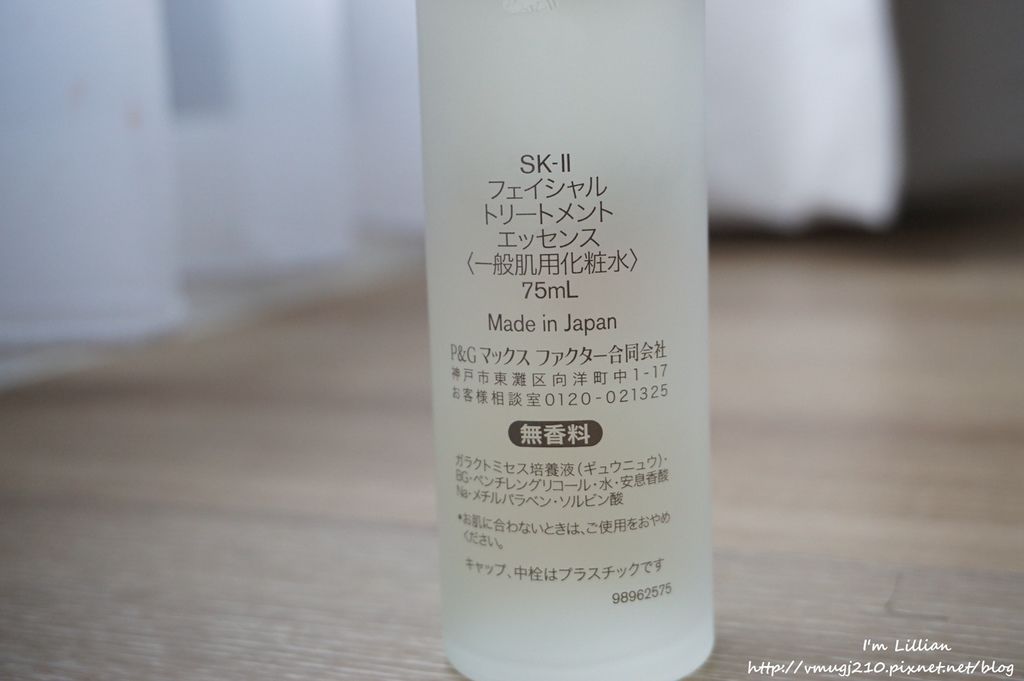 SK-II
フェイシャル
トリートメント
エッセンス
〈一般肌用化粧水〉
75mL
Made in Japan
P&G マックス ファクター合同会社
神戸市東灘区向洋町中1-17
お客様相談室0120-021325
無香料
ガラクトミセス培養液(ギュウニュウ)・
BG・ペンチレングリコール・水・安息香酸
Na・メチルパラベン・ソルビン酸
*お肌に合わないときは、ご使用をおやめ
ください。
キャップ、中栓はプラスチックです
98962575
I'm Lillian
http://vmugj210.pixnet.net/blog